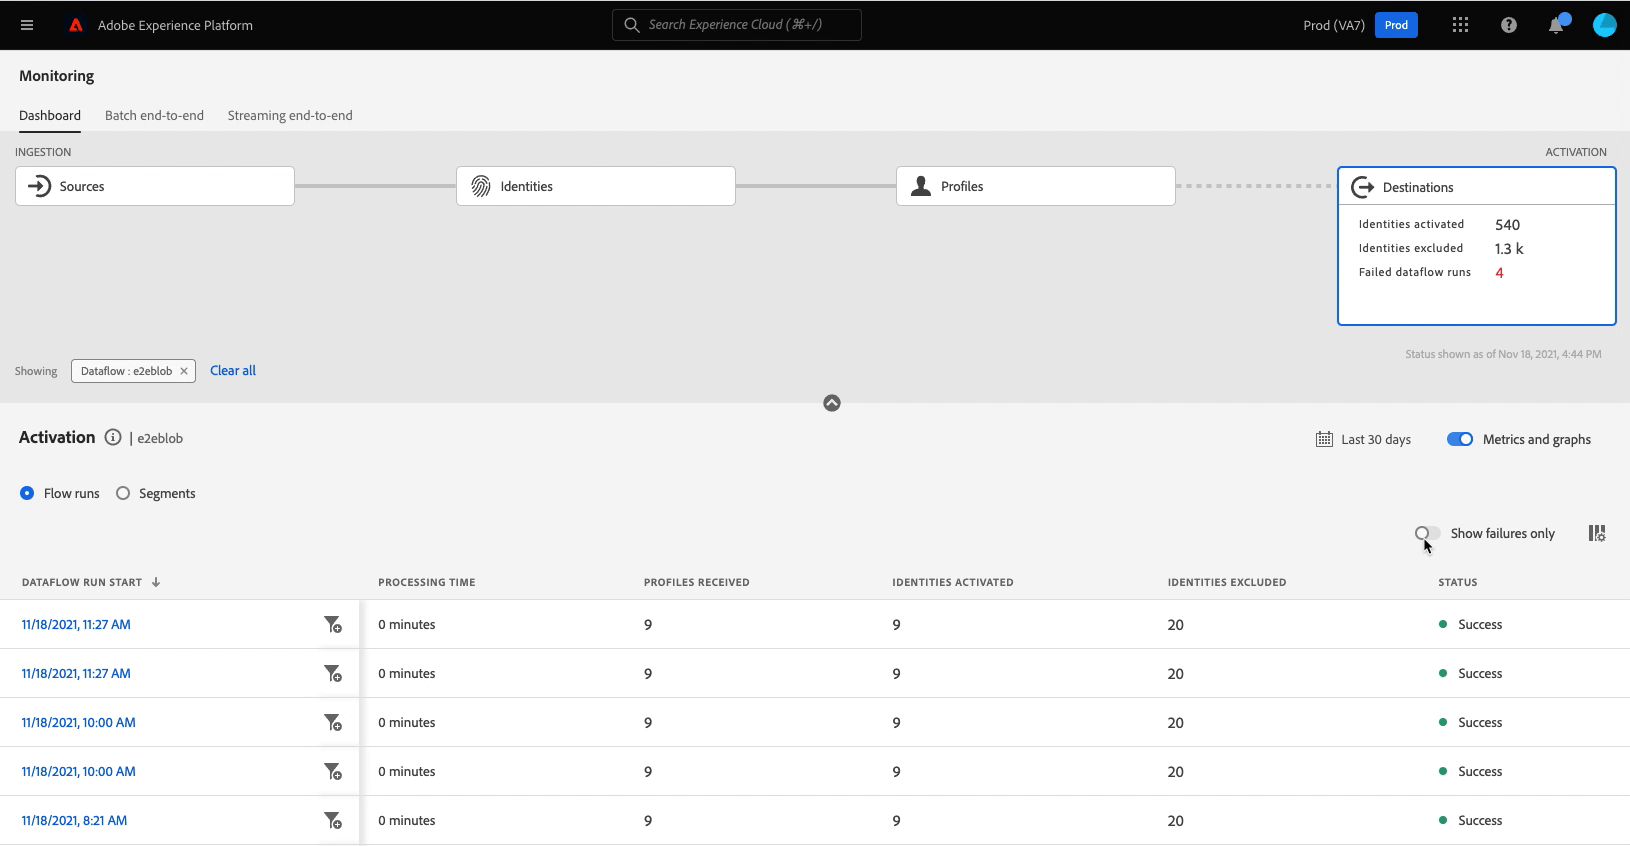 Adobe Experience Platform
Search Experience Cloud (⌘+/)
Prod (VA7) Prod
Monitoring
Dashboard Batch end-to-end Streaming end-to-end
INGESTION ACTIVATION
Sources Identities Profiles Destinations
Identities activated 540
Identities excluded 1.3 k
Failed dataflow runs 4
Status shown as of Nov 18, 2021, 4:44 PM
Showing Dataflow : e2eblob × Clear all
Activation | e2eblob Last 30 days Metrics and graphs
Flow runs Segments
Show failures only
DATAFLOW RUN START ↓ PROCESSING TIME PROFILES RECEIVED IDENTITIES ACTIVATED IDENTITIES EXCLUDED STATUS
11/18/2021, 11:27 AM 0 minutes 9 9 20 Success
11/18/2021, 11:27 AM 0 minutes 9 9 20 Success
11/18/2021, 10:00 AM 0 minutes 9 9 20 Success
11/18/2021, 10:00 AM 0 minutes 9 9 20 Success
11/18/2021, 8:21 AM 0 minutes 9 9 20 Success